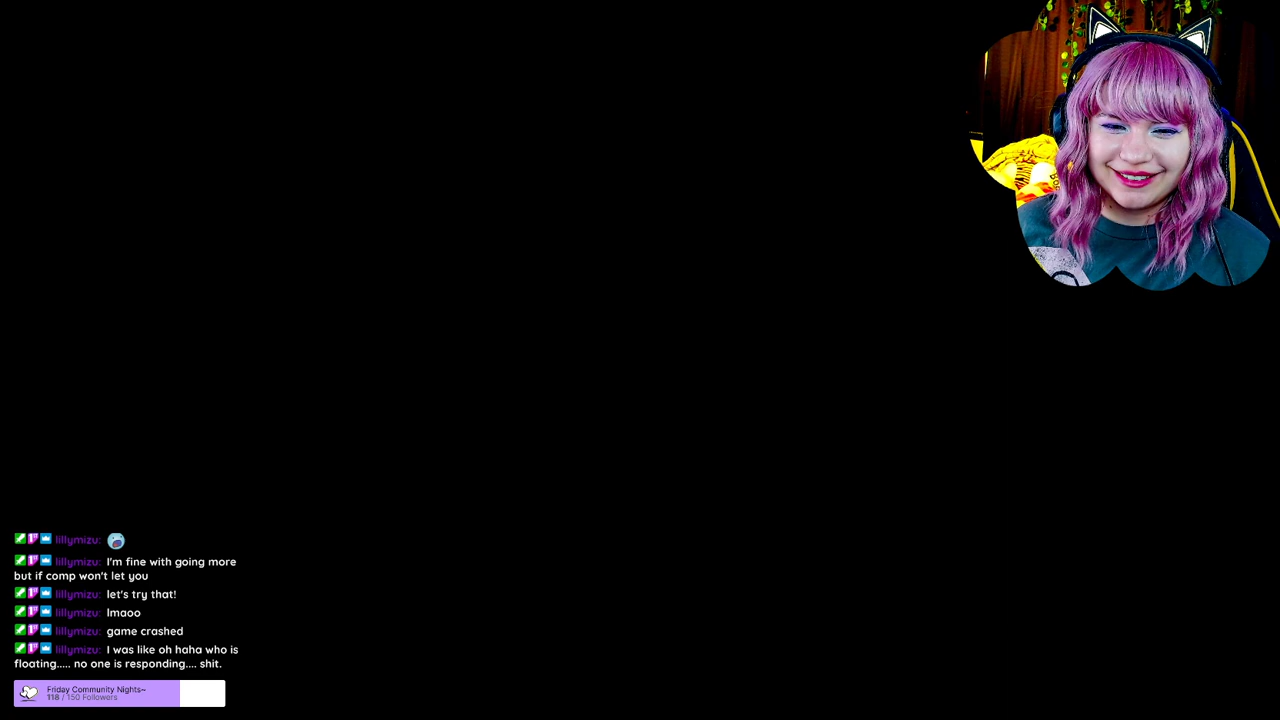 lillymizu:
lillymizu: I'm fine with going more
but if comp won't let you
lillymizu: let's try that!
lillymizu: lmaoo
lillymizu: game crashed
lillymizu: I was like oh haha who is
floating..... no one is responding.... shit.
Friday Community Nights~
118 / 150 Followers